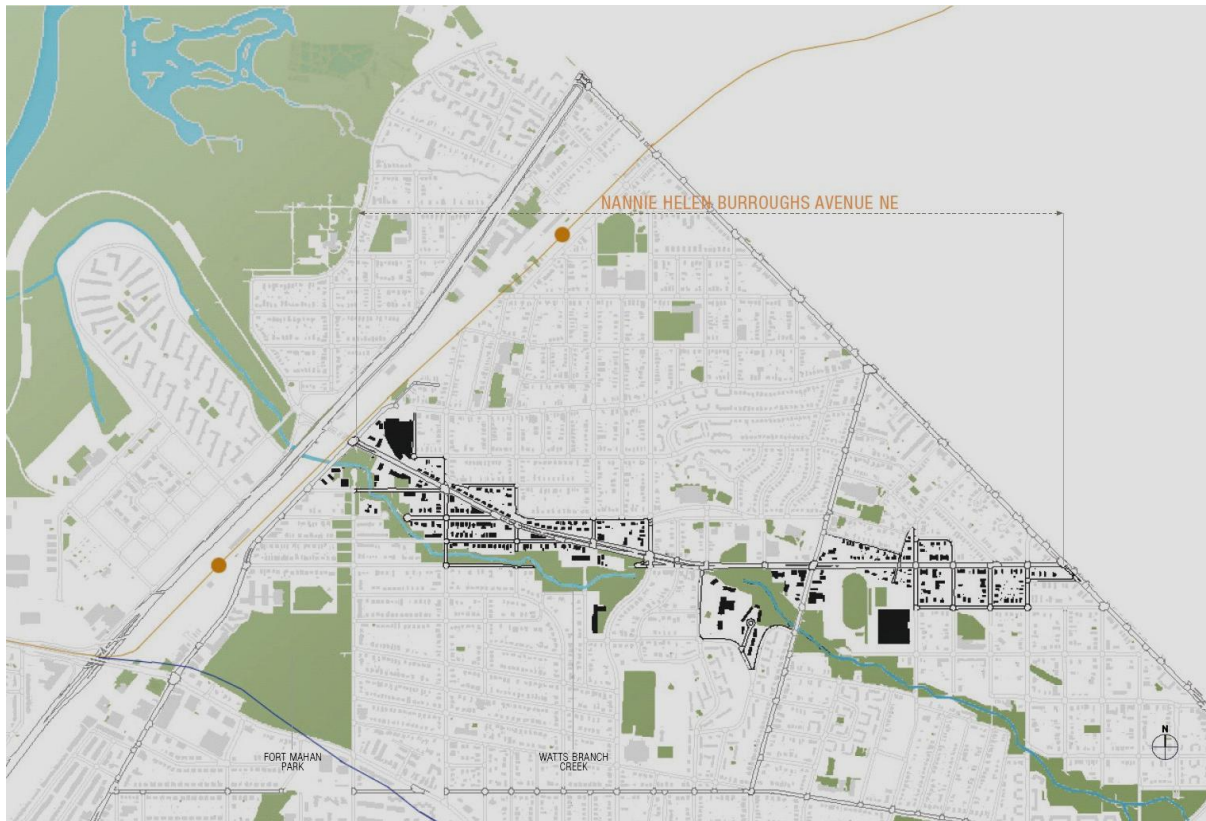 NANNIE HELEN BURROUGHS AVENUE NE
N
FORT MAHAN
PARK
WATTS BRANCH
CREEK